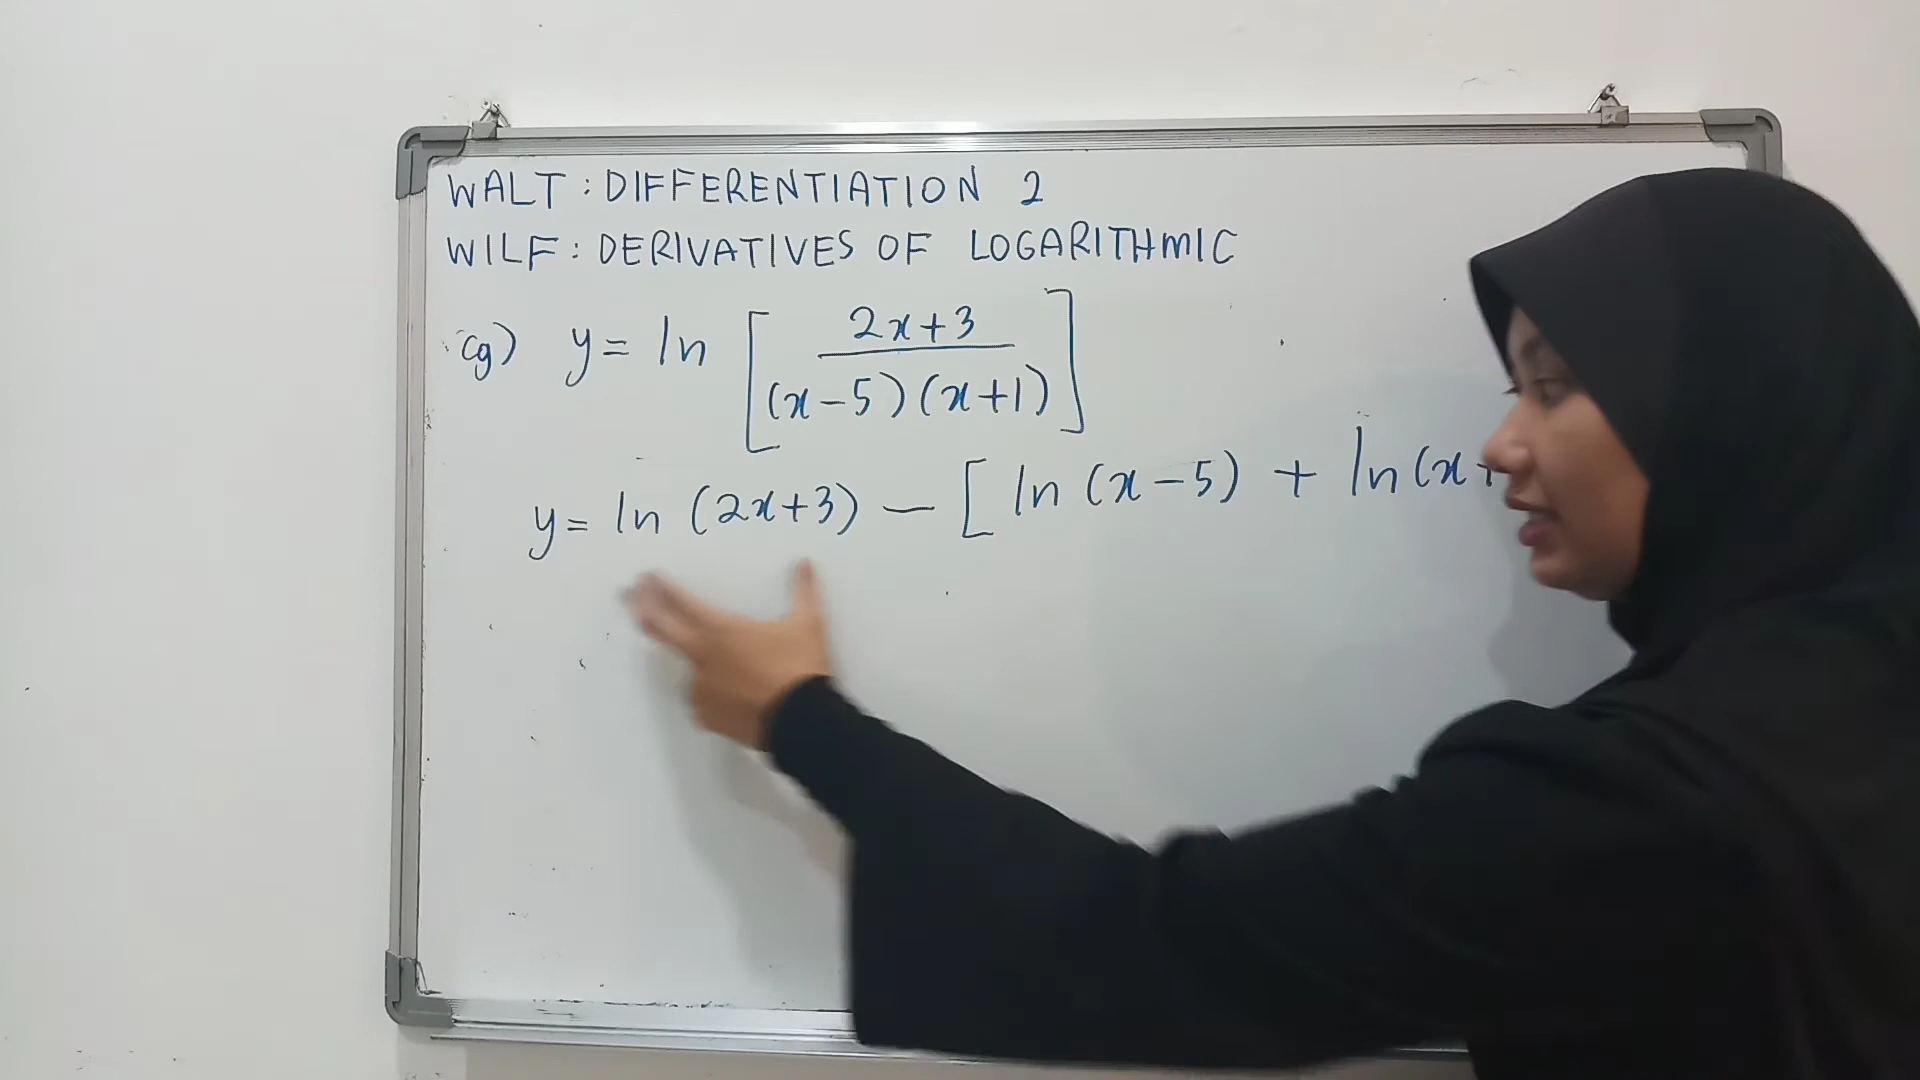 WALT : DIFFERENTIATION 2
WILF : DERIVATIVES OF LOGARITHMIC
(g) y = ln [ 2x+3 / (x-5)(x+1) ]
y = ln (2x+3) - [ ln (x-5) + ln (x+